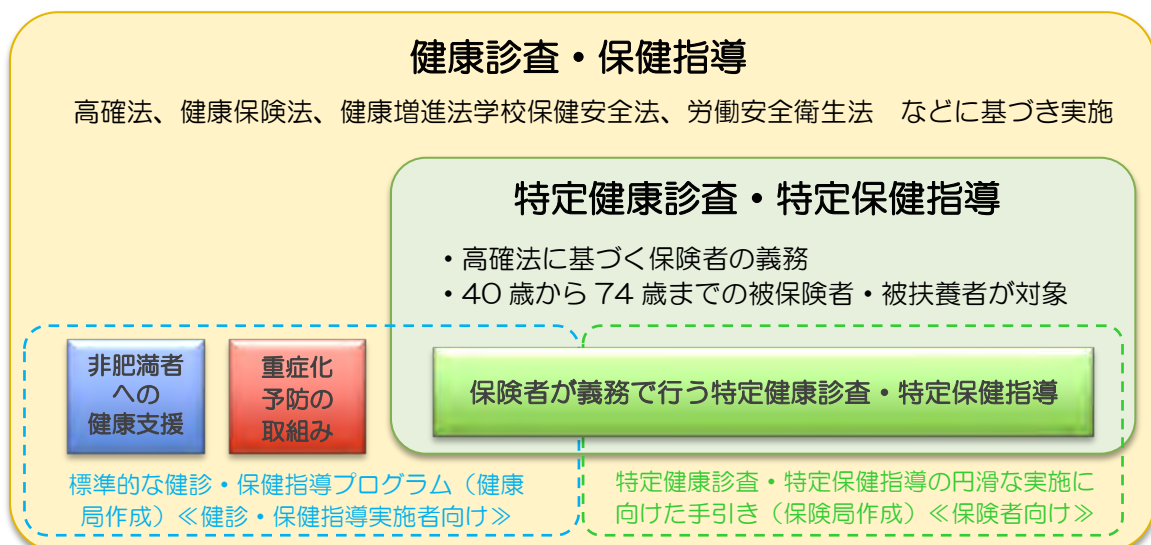 健康診査・保健指導
高確法、健康保険法、健康増進法学校保健安全法、労働安全衛生法　などに基づき実施
特定健康診査・特定保健指導
・高確法に基づく保険者の義務
・40 歳から 74 歳までの被保険者・被扶養者が対象
非肥満者
への
健康支援
重症化
予防の
取組み
保険者が義務で行う特定健康診査・特定保健指導
標準的な健診・保健指導プログラム（健康
局作成）≪健診・保健指導実施者向け≫
特定健康診査・特定保健指導の円滑な実施に
向けた手引き（保険局作成）≪保険者向け≫